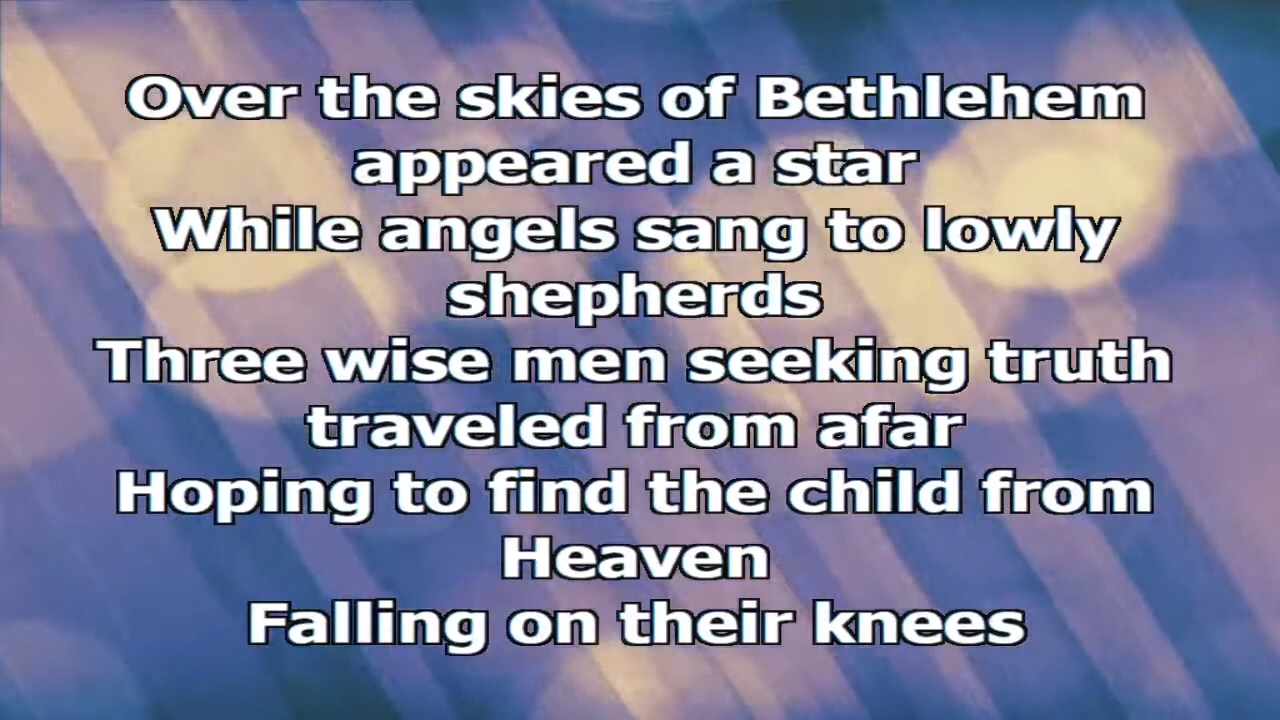 Over the skies of Bethlehem
appeared a star
While angels sang to lowly
shepherds
Three wise men seeking truth
traveled from afar
Hoping to find the child from
Heaven
Falling on their knees